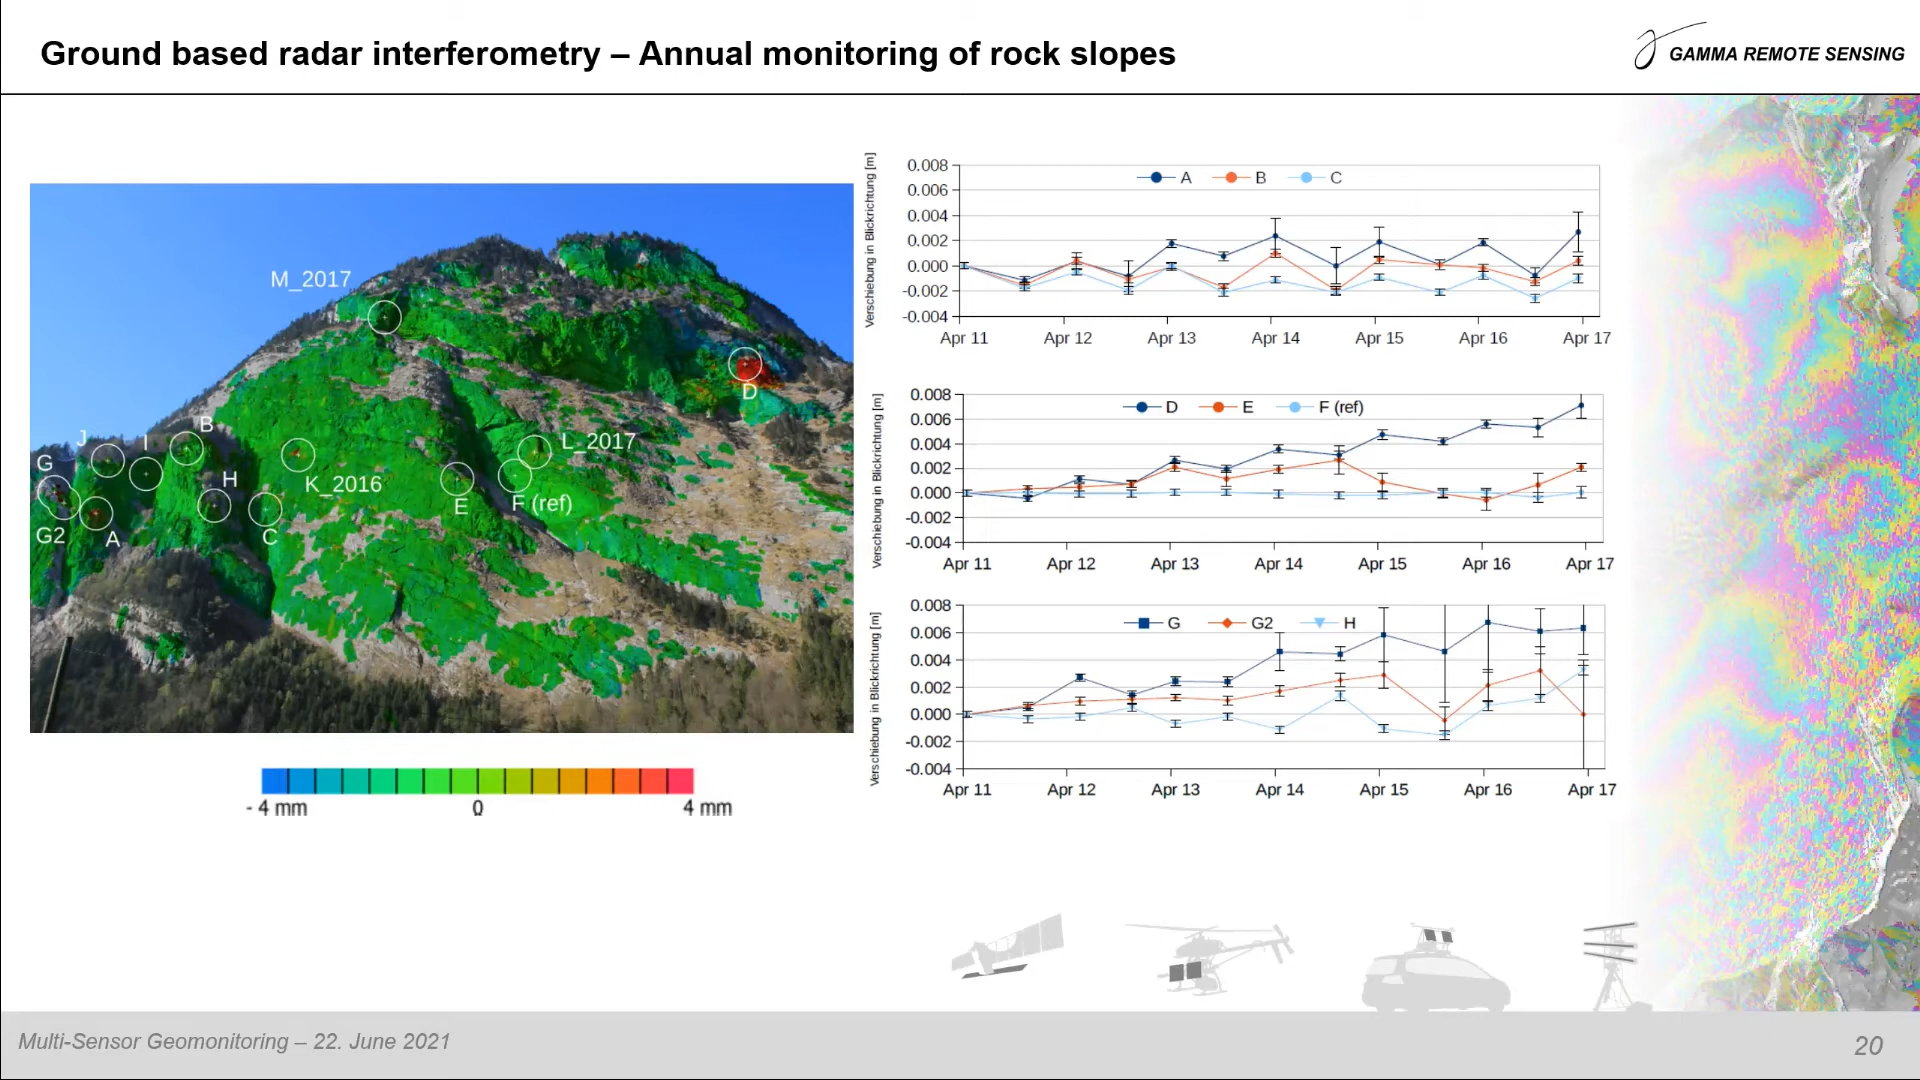 Ground based radar interferometry – Annual monitoring of rock slopes
GAMMA REMOTE SENSING
M_2017
D
B
J
I
G
H
K_2016
L_2017
E
F (ref)
G2
A
C
- 4 mm 0 4 mm
Verschiebung in Blickrichtung [m]
A B C
0.008
0.006
0.004
0.002
0.000
-0.002
-0.004
Apr 11 Apr 12 Apr 13 Apr 14 Apr 15 Apr 16 Apr 17
Verschiebung in Blickrichtung [m]
D E F (ref)
0.008
0.006
0.004
0.002
0.000
-0.002
-0.004
Apr 11 Apr 12 Apr 13 Apr 14 Apr 15 Apr 16 Apr 17
Verschiebung in Blickrichtung [m]
G G2 H
0.008
0.006
0.004
0.002
0.000
-0.002
-0.004
Apr 11 Apr 12 Apr 13 Apr 14 Apr 15 Apr 16 Apr 17
Multi-Sensor Geomonitoring – 22. June 2021
20